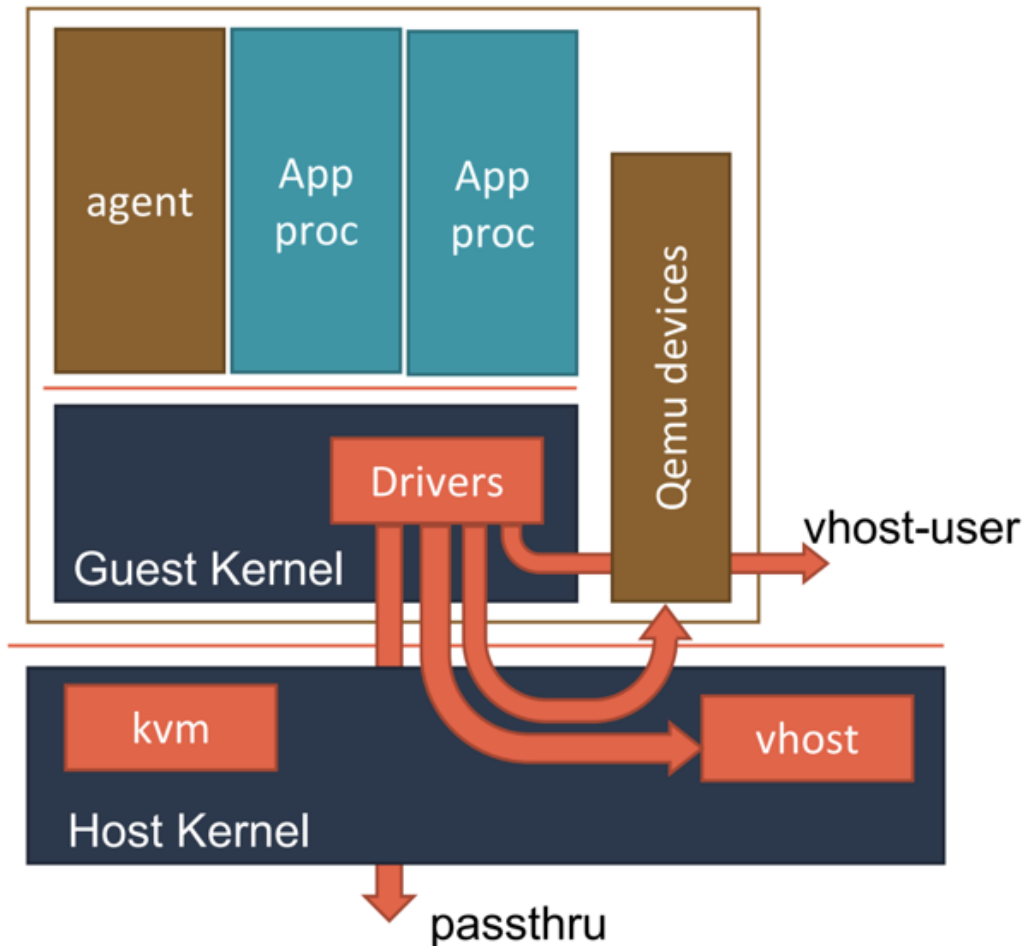 agent
App
proc
App
proc
Qemu devices
Drivers
Guest Kernel
vhost-user
kvm
vhost
Host Kernel
passthru